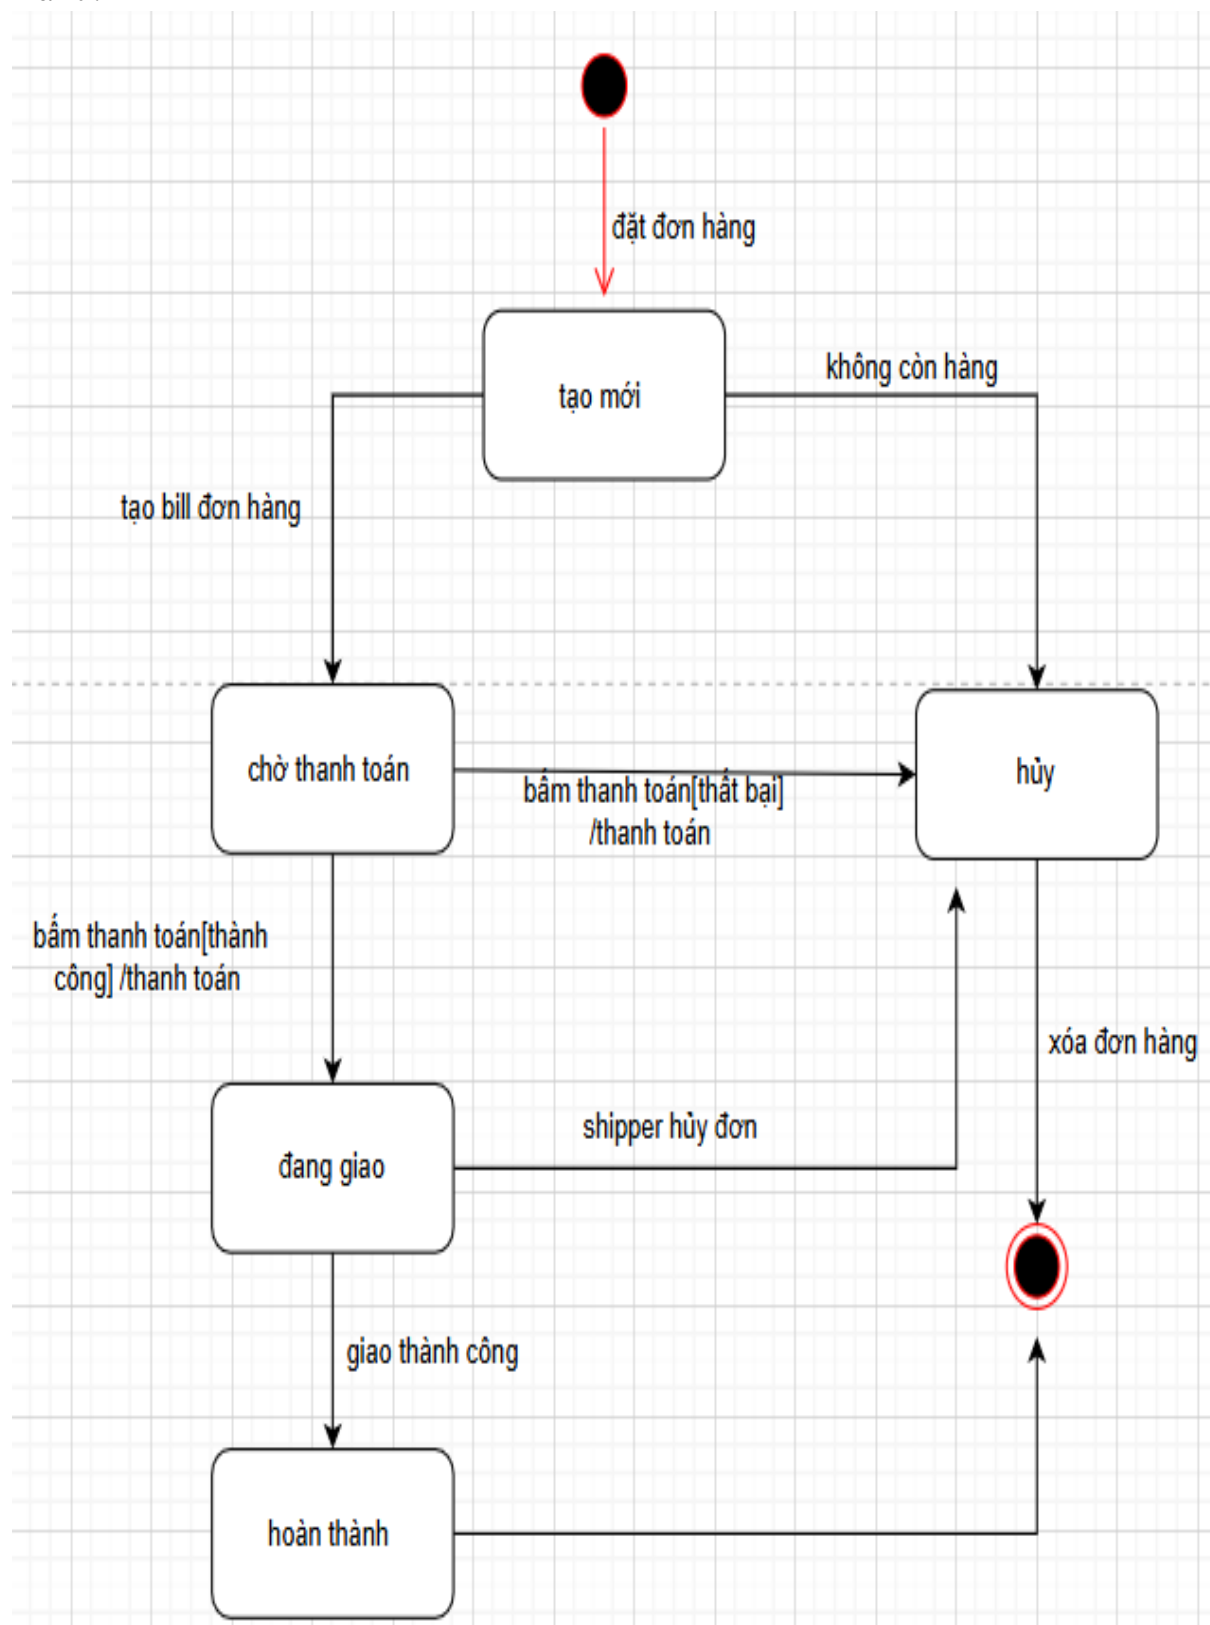 đặt đơn hàng
tạo mới
không còn hàng
tạo bill đơn hàng
chờ thanh toán
bấm thanh toán[thất bại]
/thanh toán
hủy
bấm thanh toán[thành
công] /thanh toán
xóa đơn hàng
shipper hủy đơn
đang giao
giao thành công
hoàn thành